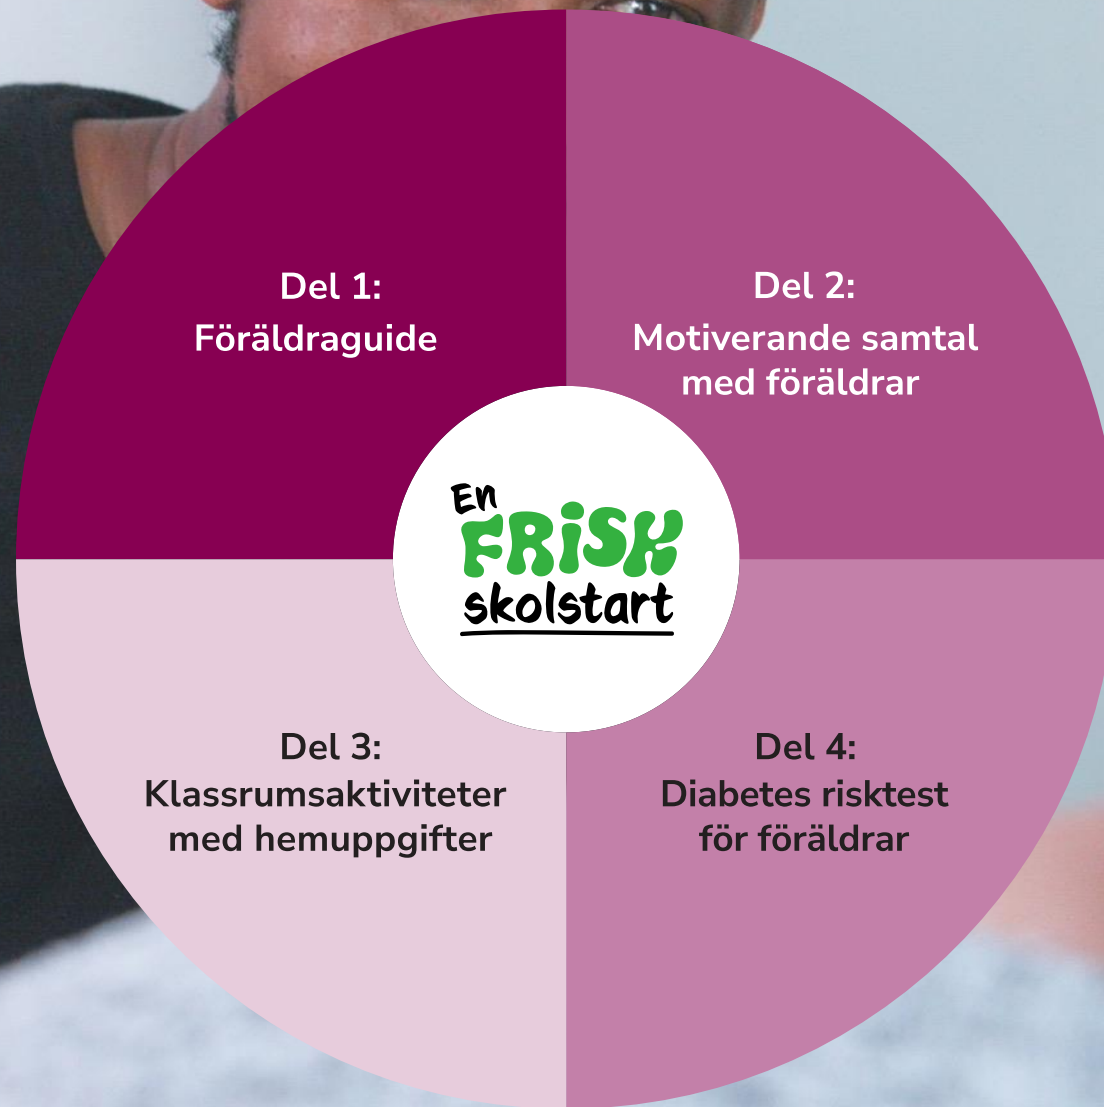 Del 1:
Föräldraguide
Del 2:
Motiverande samtal
med föräldrar
En
FRiSK
skolstart
Del 3:
Klassrumsaktiviteter
med hemuppgifter
Del 4:
Diabetes risktest
för föräldrar